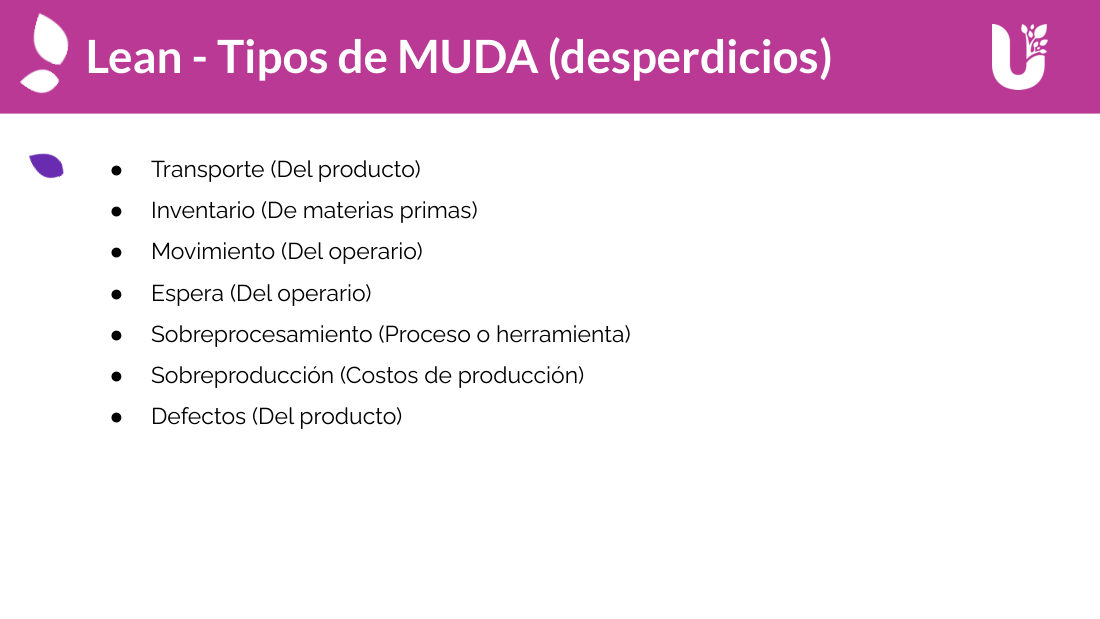 Lean - Tipos de MUDA (desperdicios)
● Transporte (Del producto)
● Inventario (De materias primas)
● Movimiento (Del operario)
● Espera (Del operario)
● Sobreprocesamiento (Proceso o herramienta)
● Sobreproducción (Costos de producción)
● Defectos (Del producto)